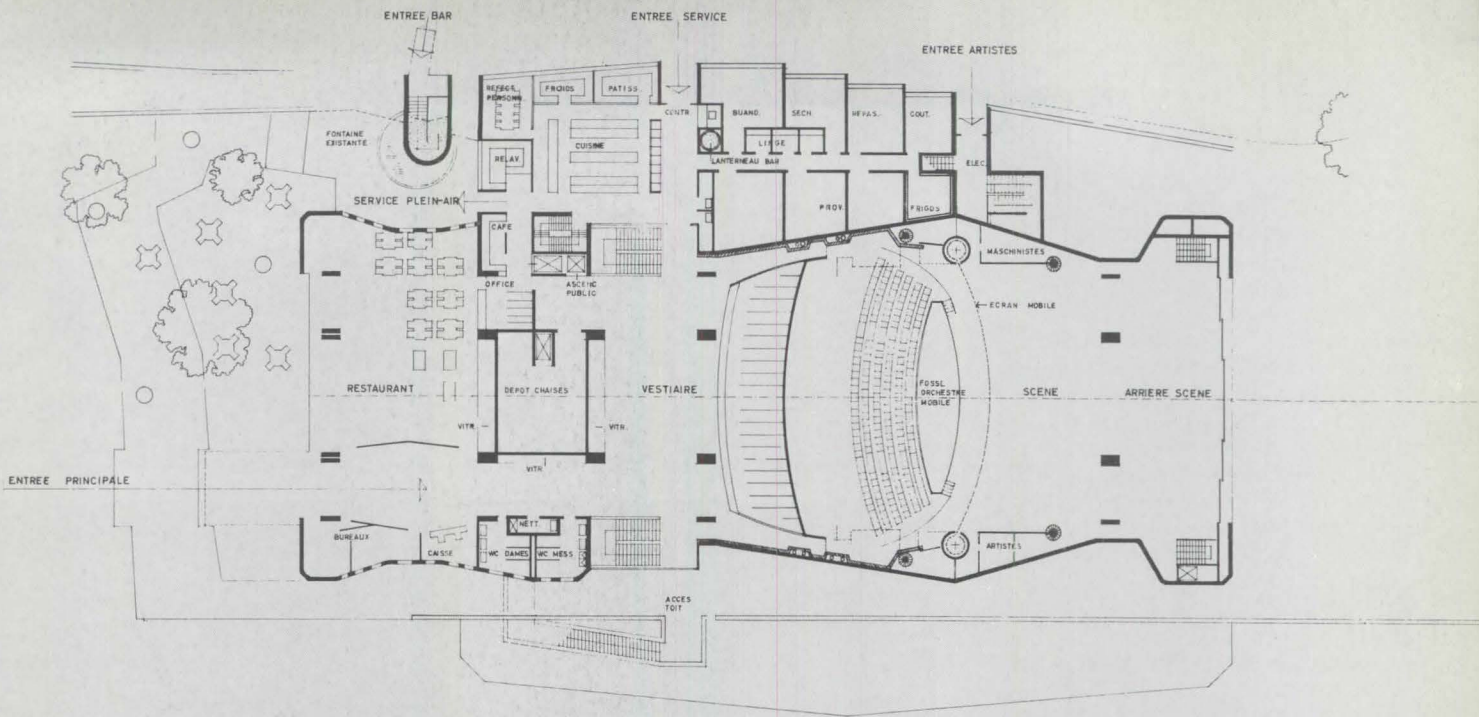 ENTREE BAR
ENTREE SERVICE
ENTREE ARTISTES
REFECT.
PERSONN.
FROIDS
PATISS.
CONTR.
BUAND.
SECH.
REPAS.
COUT.
FONTAINE
EXISTANTE
CUISINE
LINGE
RELAV.
LANTERNEAU BAR
ELEC.
SERVICE PLEIN-AIR
PROV.
FRIGOS
CAFE
MASCHINISTES
OFFICE
ASCENC
PUBLIC
ECRAN MOBILE
RESTAURANT
DEPOT CHAISES
VESTIAIRE
FOSSE
ORCHESTRE
MOBILE
SCENE
ARRIERE SCENE
VITR.
VITR.
VITR.
ENTREE PRINCIPALE
BUREAUX
CAISSE
NETT.
WC DAMES
WC MESS.
ARTISTES
ACCES
TOIT